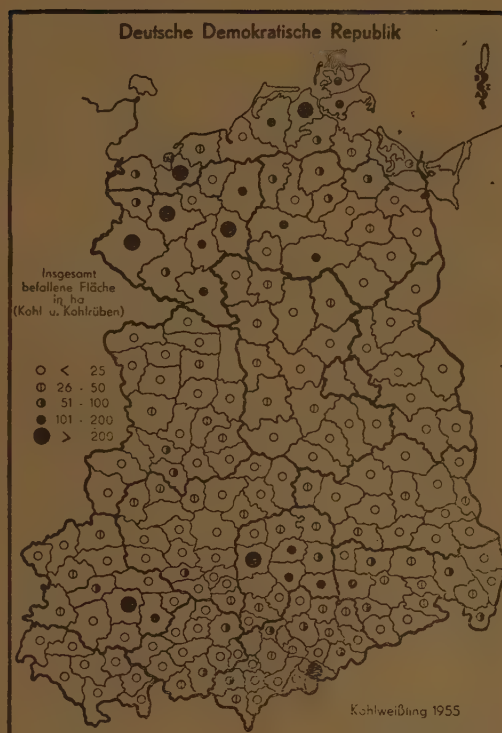 Deutsche Demokratische Republik
Insgesamt
befallene Fläche
in ha
(Kohl u. Kohlrüben)
< 25
26 - 50
51 - 100
101 - 200
> 200
Kohlweißling 1955